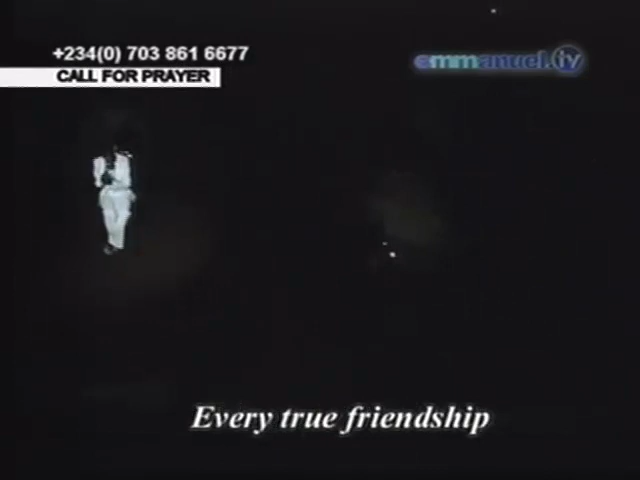 +234(0) 703 861 6677
emmanuel.tv
CALL FOR PRAYER
Every true friendship